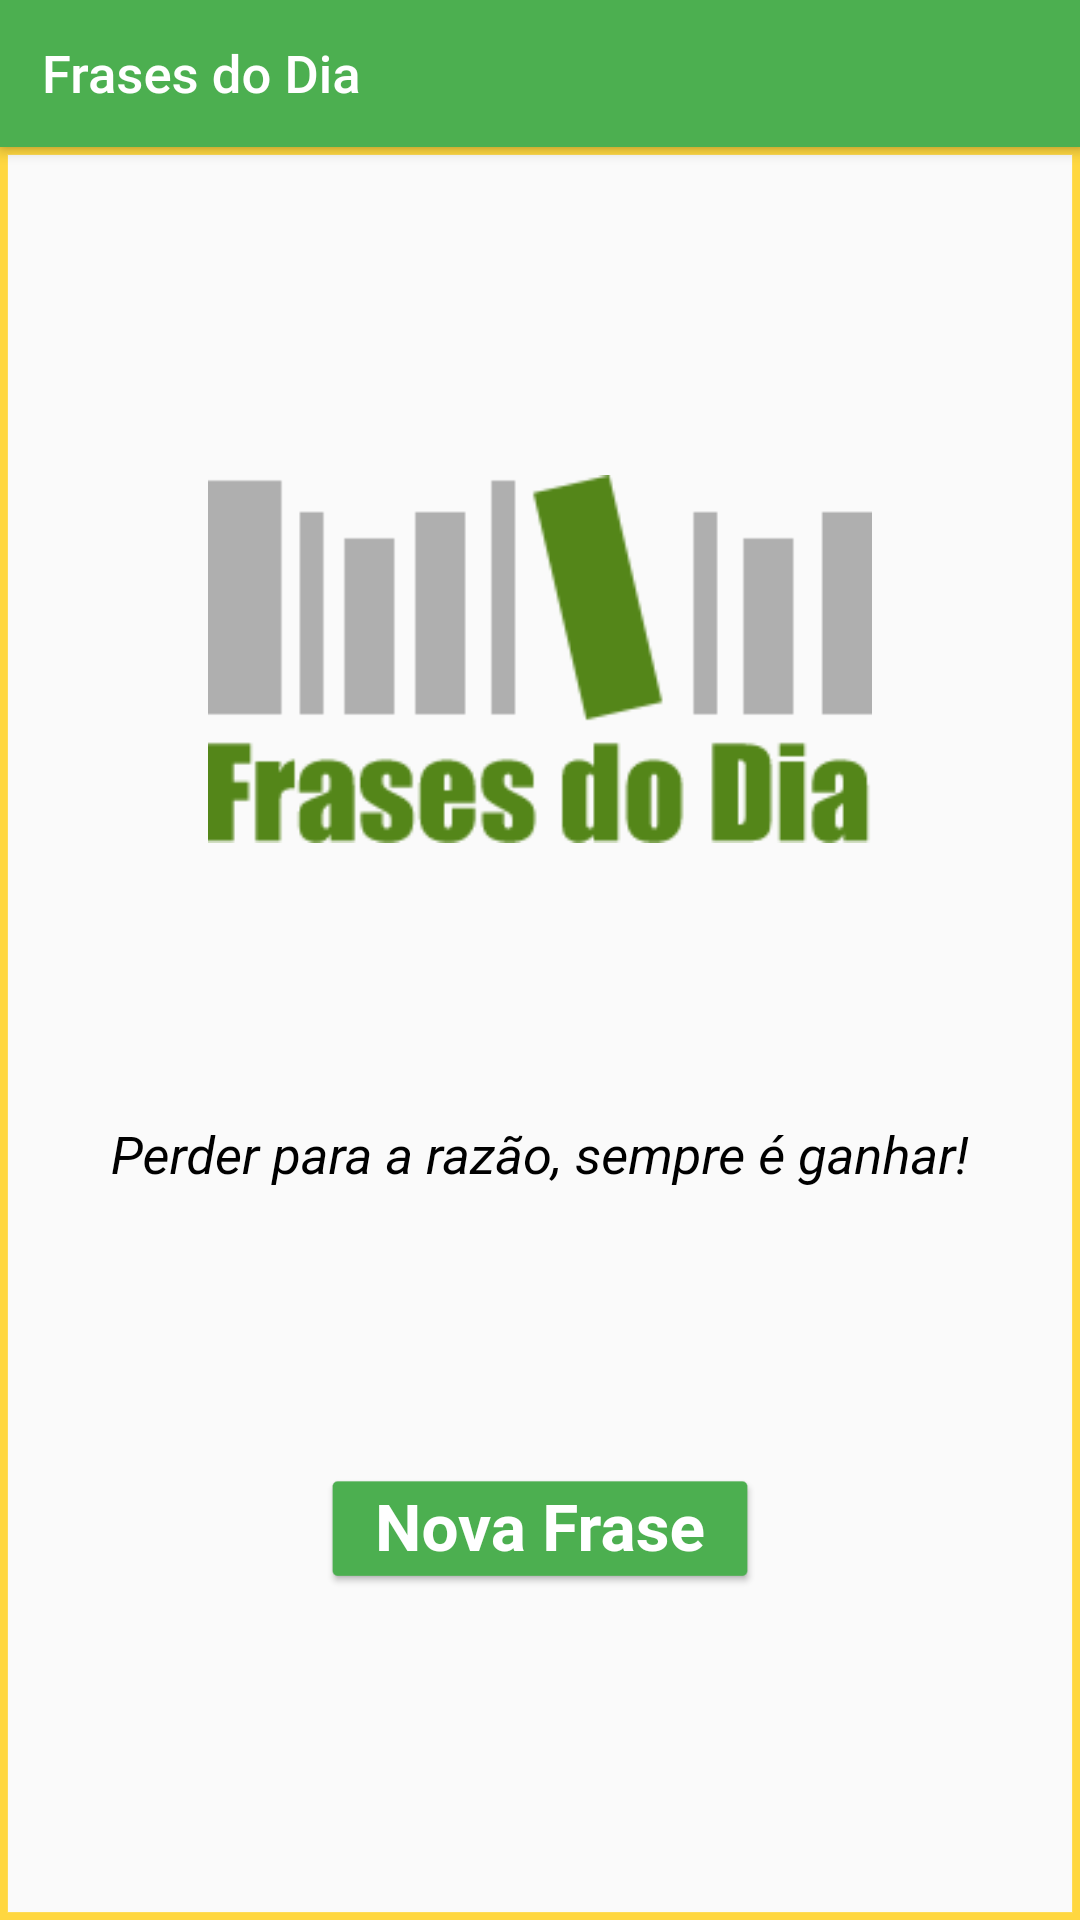 Frases do Dia
Frases do Dia
Perder para a razão, sempre é ganhar!
Nova Frase